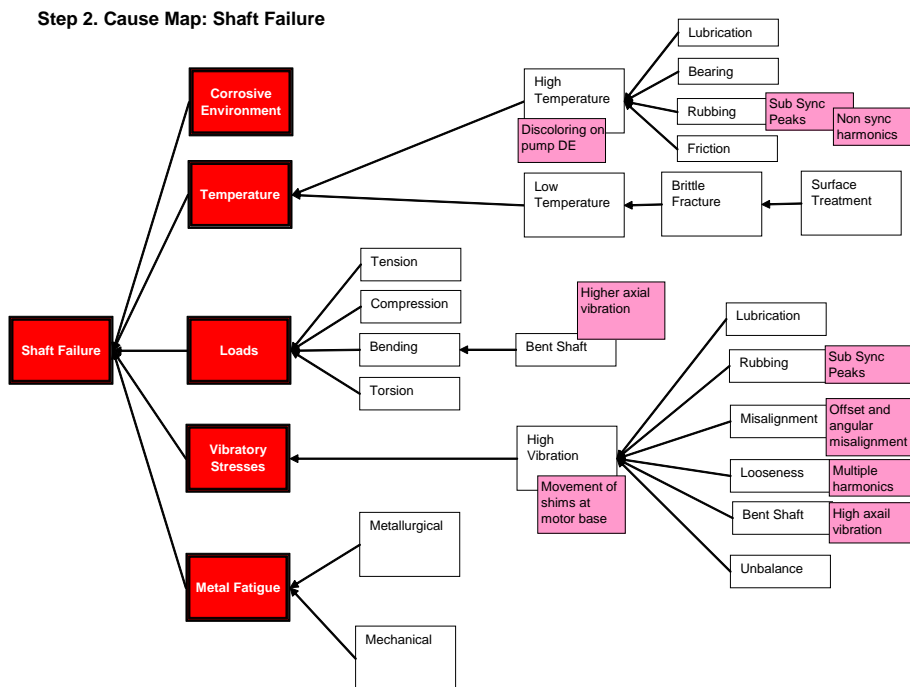 Step 2. Cause Map: Shaft Failure
Corrosive
Environment
Temperature
Shaft Failure
Loads
Vibratory
Stresses
Metal Fatigue
High
Temperature
Discoloring on
pump DE
Lubrication
Bearing
Rubbing
Sub Sync
Peaks
Non sync
harmonics
Friction
Low
Temperature
Brittle
Fracture
Surface
Treatment
Tension
Compression
Bending
Torsion
Bent Shaft
Higher axial
vibration
High
Vibration
Movement of
shims at
motor base
Lubrication
Rubbing
Sub Sync
Peaks
Misalignment
Offset and
angular
misalignment
Looseness
Multiple
harmonics
Bent Shaft
High axail
vibration
Unbalance
Metallurgical
Mechanical